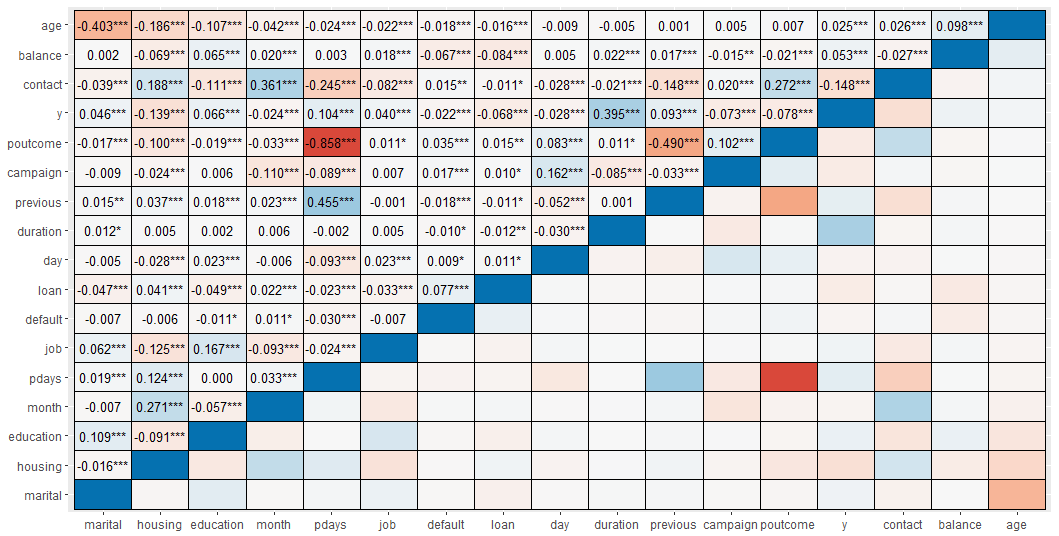 age -0.403*** -0.186*** -0.107*** -0.042*** -0.024*** -0.022*** -0.018*** -0.016*** -0.009 -0.005 0.001 0.005 0.007 0.025*** 0.026*** 0.098***
balance 0.002 -0.069*** 0.065*** 0.020*** 0.003 0.018*** -0.067*** -0.084*** 0.005 0.022*** 0.017*** -0.015** -0.021*** 0.053*** -0.027***
contact -0.039*** 0.188*** -0.111*** 0.361*** -0.245*** -0.082*** 0.015** -0.011* -0.028*** -0.021*** -0.148*** 0.020*** 0.272*** -0.148***
y 0.046*** -0.139*** 0.066*** -0.024*** 0.104*** 0.040*** -0.022*** -0.068*** -0.028*** 0.395*** 0.093*** -0.073*** -0.078***
poutcome -0.017*** -0.100*** -0.019*** -0.033*** -0.858*** 0.011* 0.035*** 0.015** 0.083*** 0.011* -0.490*** 0.102***
campaign -0.009 -0.024*** 0.006 -0.110*** -0.089*** 0.007 0.017*** 0.010* 0.162*** -0.085*** -0.033***
previous 0.015** 0.037*** 0.018*** 0.023*** 0.455*** -0.001 -0.018*** -0.011* -0.052*** 0.001
duration 0.012* 0.005 0.002 0.006 -0.002 0.005 -0.010* -0.012** -0.030***
day -0.005 -0.028*** 0.023*** -0.006 -0.093*** 0.023*** 0.009* 0.011*
loan -0.047*** 0.041*** -0.049*** 0.022*** -0.023*** -0.033*** 0.077***
default -0.007 -0.006 -0.011* 0.011* -0.030*** -0.007
job 0.062*** -0.125*** 0.167*** -0.093*** -0.024***
pdays 0.019*** 0.124*** 0.000 0.033***
month -0.007 0.271*** -0.057***
education 0.109*** -0.091***
housing -0.016***
marital
marital housing education month pdays job default loan day duration previous campaign poutcome y contact balance age